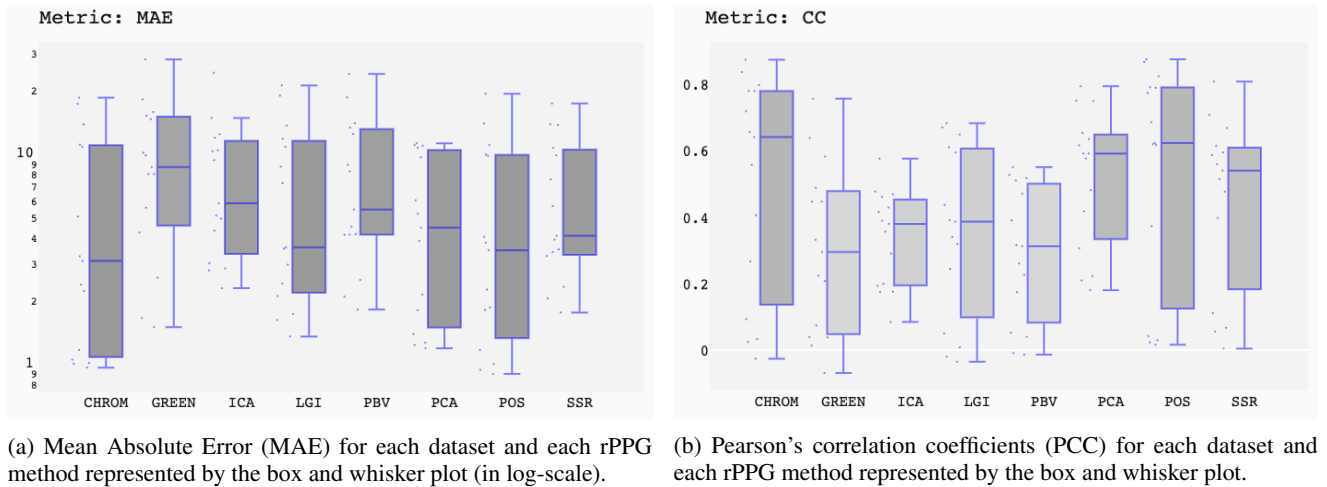 Metric: MAE
3
2
10
9
8
7
6
5
4
3
2
1
9
8
CHROM GREEN ICA LGI PBV PCA POS SSR
(a) Mean Absolute Error (MAE) for each dataset and each rPPG
method represented by the box and whisker plot (in log-scale).
Metric: CC
0.8
0.6
0.4
0.2
0
CHROM GREEN ICA LGI PBV PCA POS SSR
(b) Pearson's correlation coefficients (PCC) for each dataset and
each rPPG method represented by the box and whisker plot.